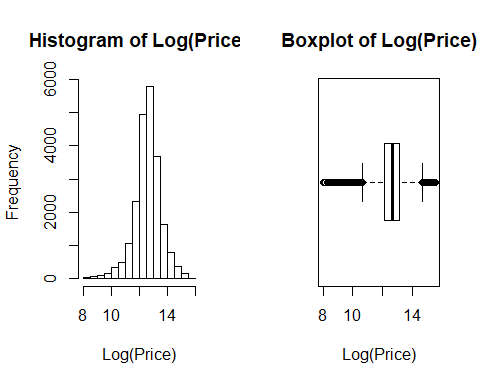 Histogram of Log(Price
Frequency
6000
4000
2000
0
8 10 14
Log(Price)
Boxplot of Log(Price)
8 10 14
Log(Price)